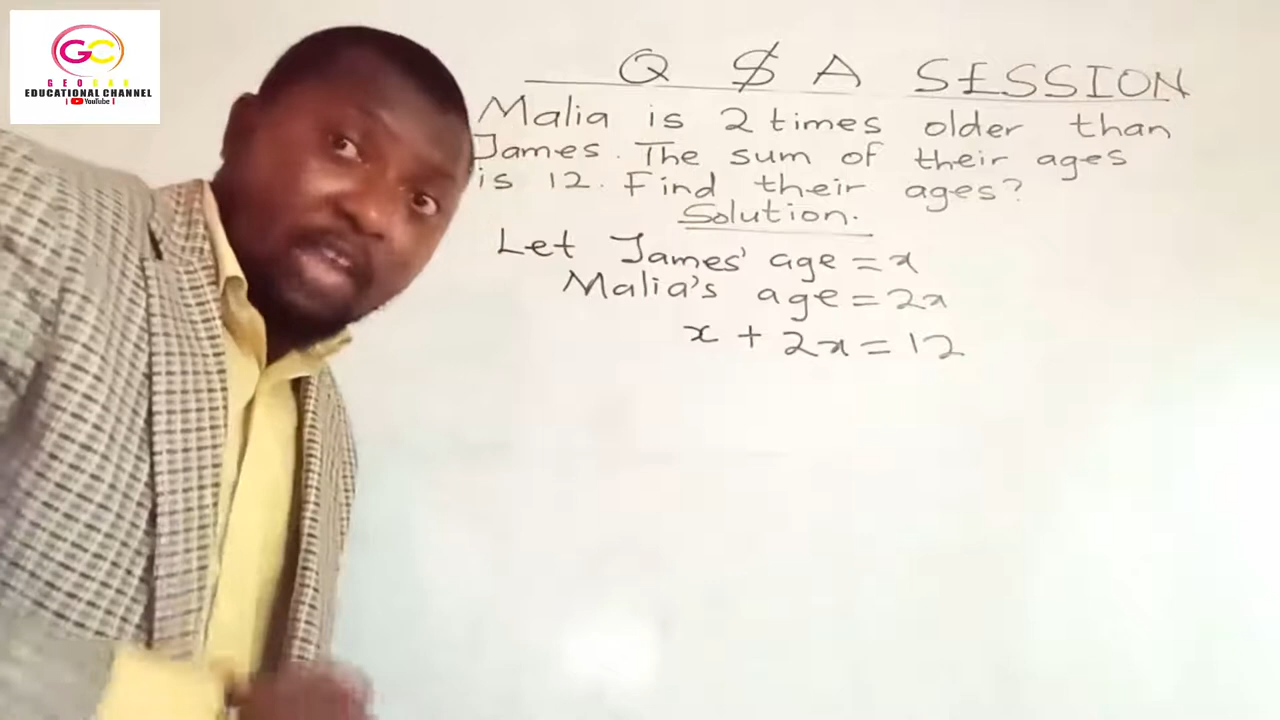 GC
GEO
EDUCATIONAL CHANNEL
YouTube
Q $ A SESSION
Malia is 2 times older than
James. The sum of their ages
is 12. Find their ages?
Solution.
Let James' age = x
Malia's age = 2x
x + 2x = 12